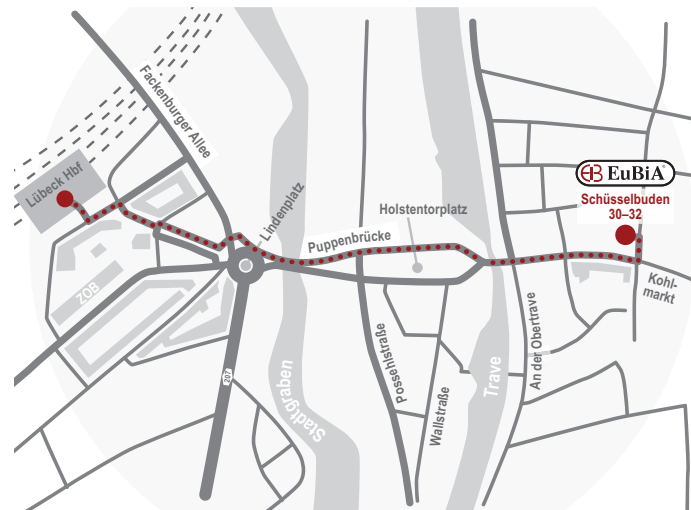 Fackenburger Allee
Lübeck Hbf
EuBiA®
Schüsselbuden
30–32
Lindenplatz
Holstentorplatz
Puppenbrücke
ZOB
Kohl-
markt
207
Stadtgraben
Possehlstraße
Wallstraße
Trave
An der Obertrave